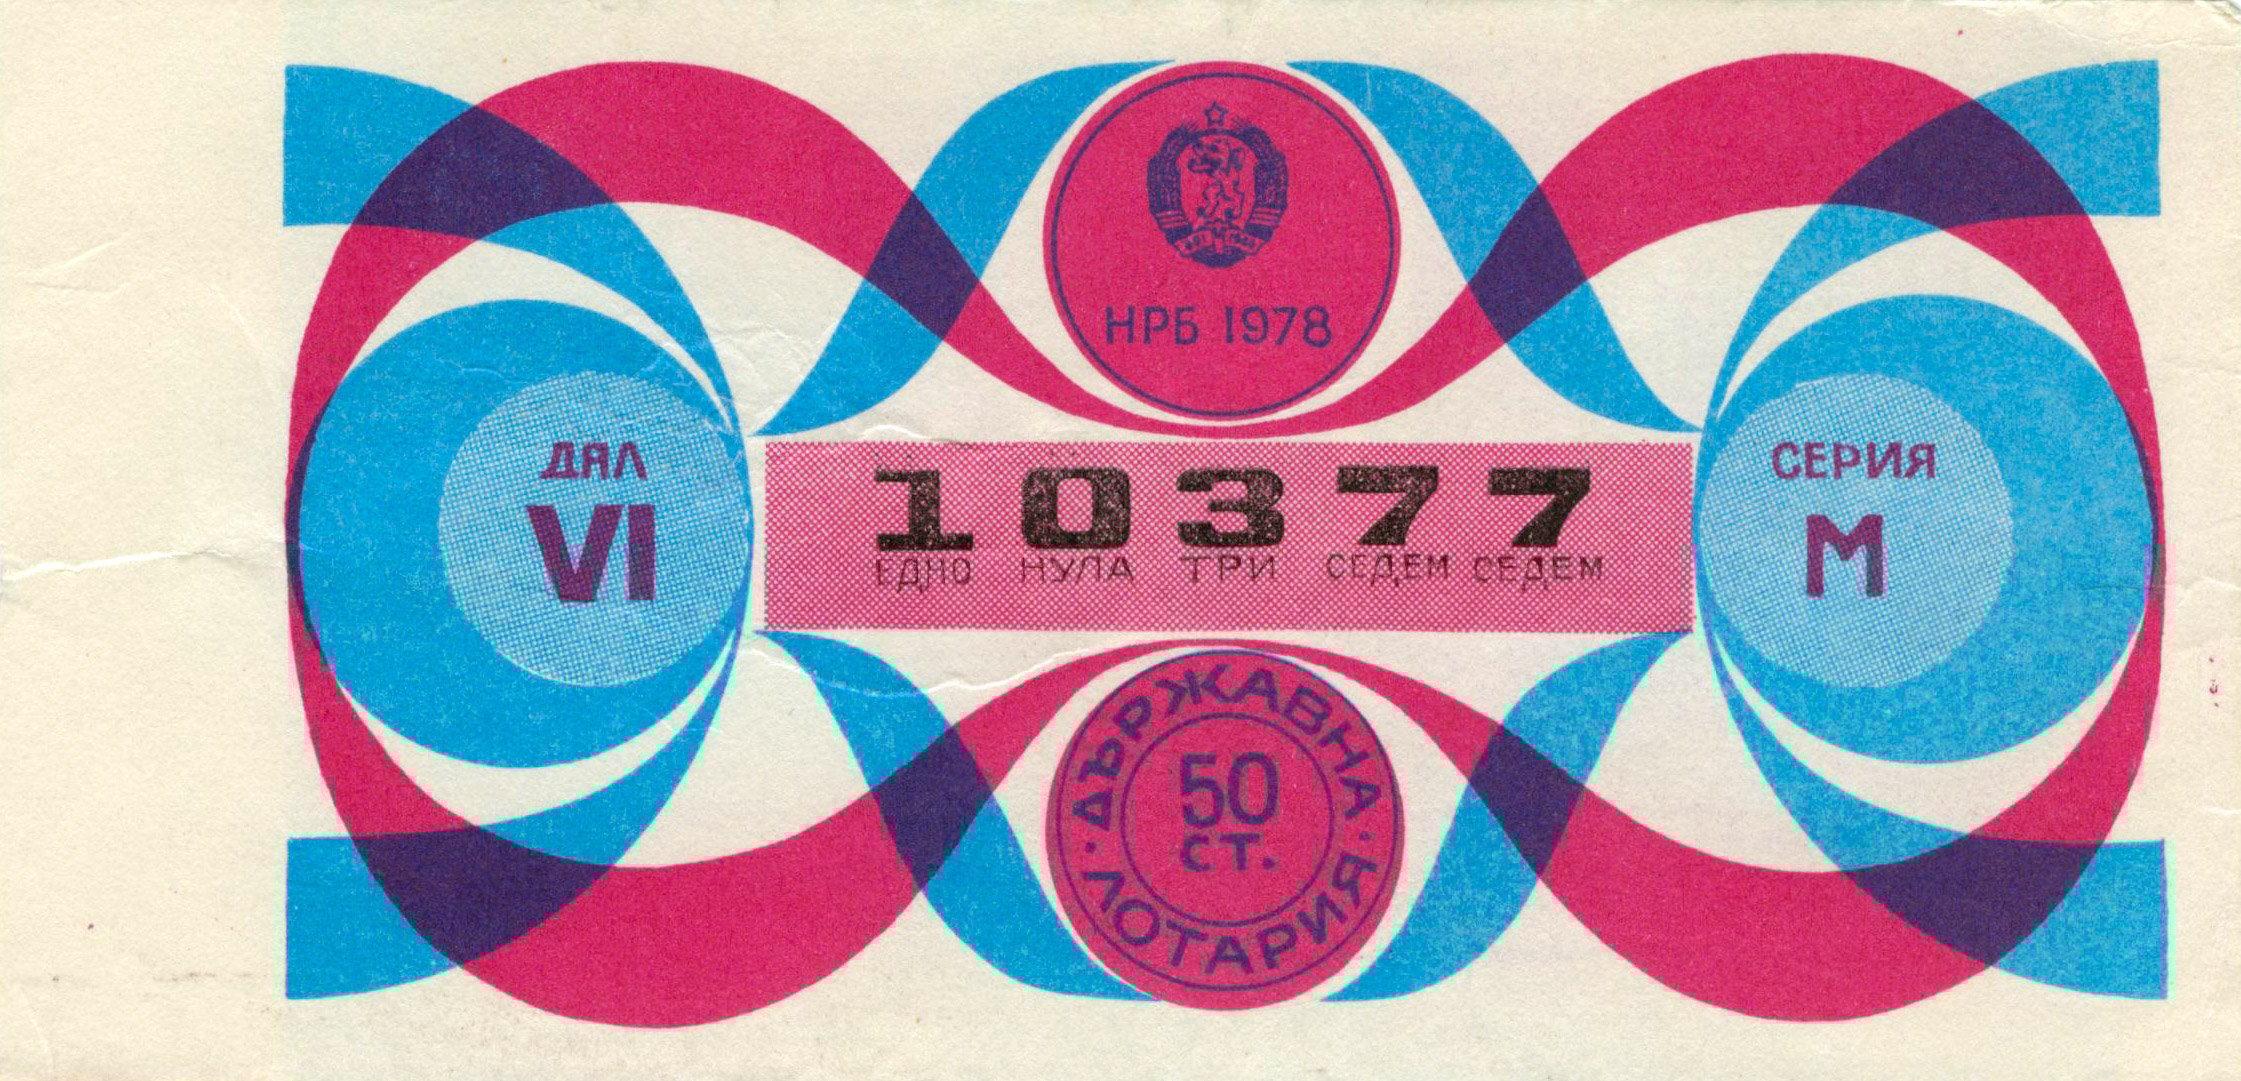 НРБ 1978
ДЯЛ
VI
10377
ЕДНО НУЛА ТРИ СЕДЕМ СЕДЕМ
СЕРИЯ
М
ДЪРЖАВНА
50
СТ.
ЛОТАРИЯ